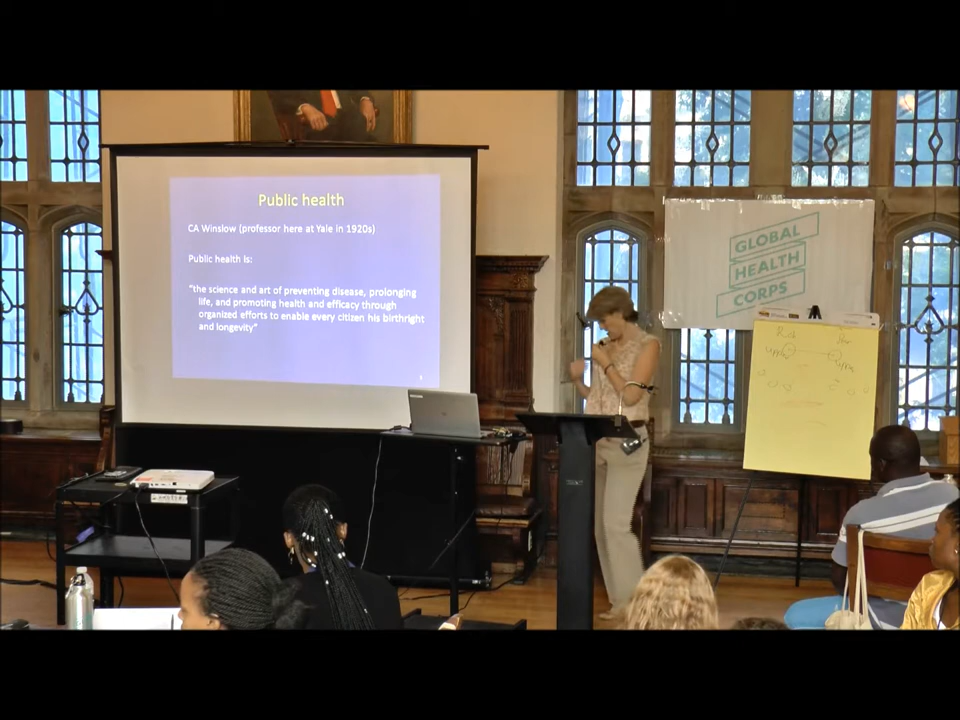 Public health
CA Winslow (professor here at Yale in 1920s)
Public health is:
"the science and art of preventing disease, prolonging
life, and promoting health and efficacy through
organized efforts to enable every citizen his birthright
and longevity"
GLOBAL
HEALTH
CORPS